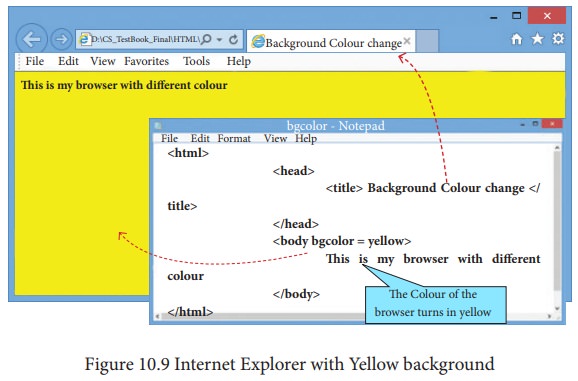 D:\CS_TestBook_Final\HTML\
Background Colour change
File Edit View Favorites Tools Help
This is my browser with different colour
bgcolor - Notepad
File Edit Format View Help
<html>
<head>
<title> Background Colour change </
title>
</head>
<body bgcolor = yellow>
This is my browser with different
colour
</body>
</html>
The Colour of the
browser turns in yellow
Figure 10.9 Internet Explorer with Yellow background